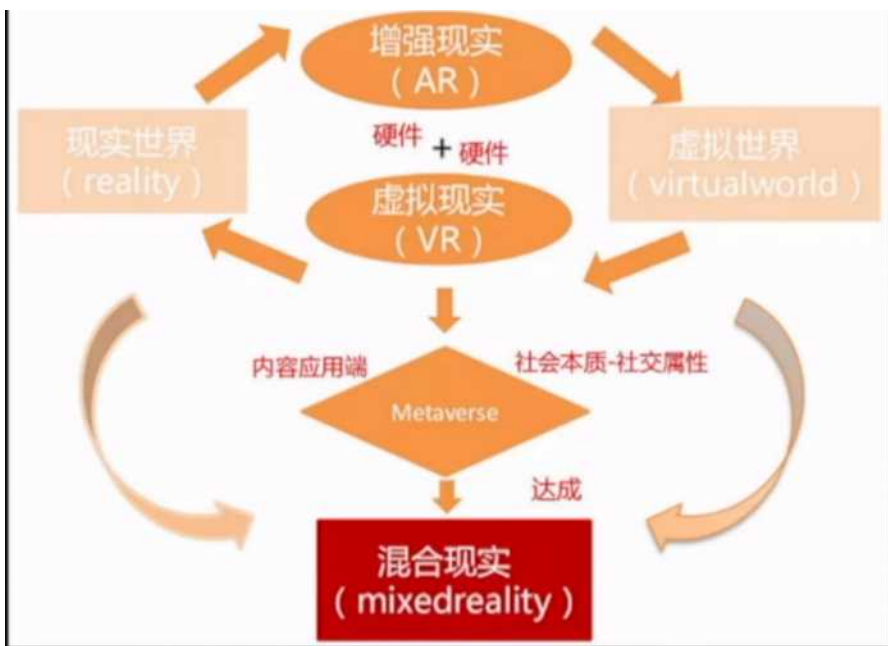 增强现实
（AR）
现实世界
（reality）
硬件 + 硬件
虚拟世界
（virtualworld）
虚拟现实
（VR）
内容应用端
社会本质-社交属性
Metaverse
达成
混合现实
（mixedreality）